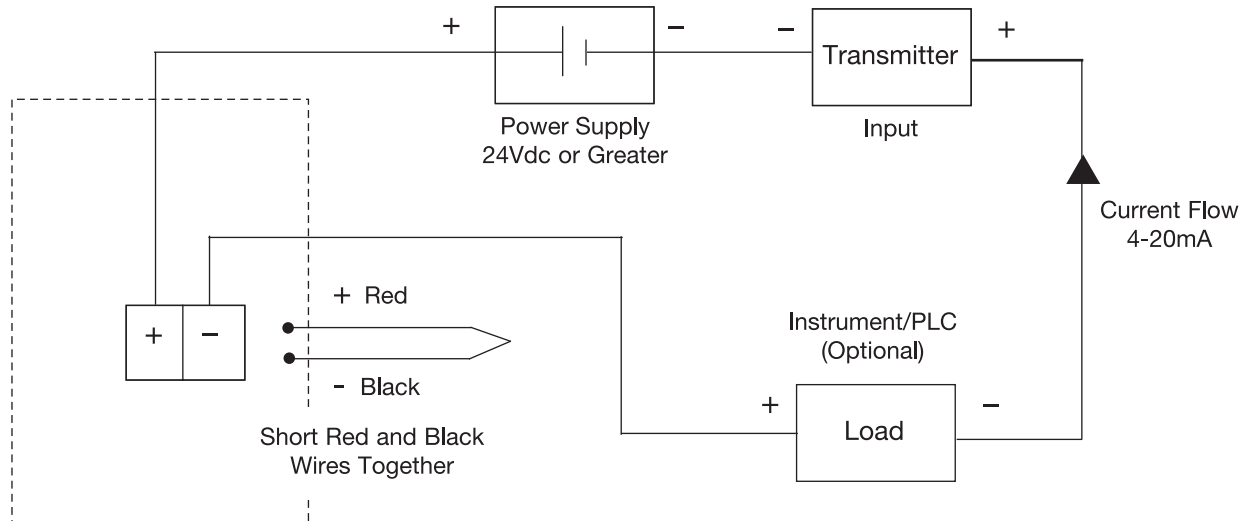 +
−
−
+
Transmitter
Power Supply
24Vdc or Greater
Input
Current Flow
4-20mA
+ −
+ Red
− Black
Short Red and Black
Wires Together
Instrument/PLC
(Optional)
+
−
Load